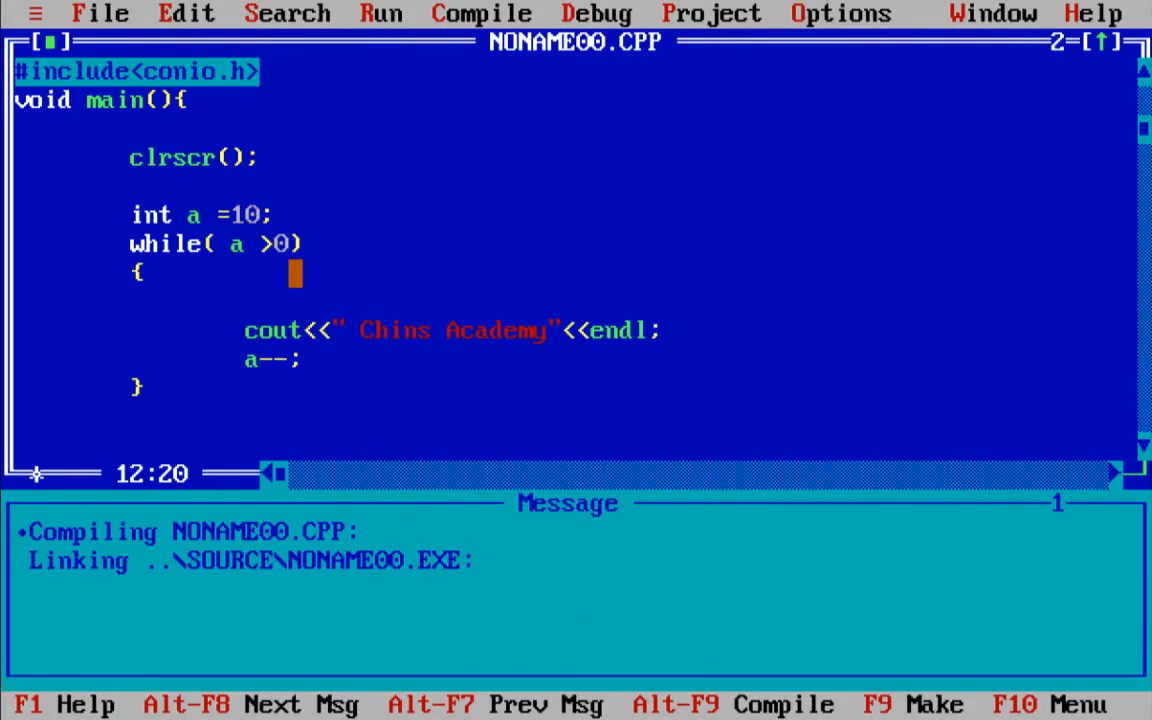 ≡ File Edit Search Run Compile Debug Project Options Window Help
[■] NONAME00.CPP 2=[↑]
#include<conio.h>
void main(){
clrscr();
int a =10;
while( a >0)
{
cout<<" Chins Academy"<<endl;
a--;
}
12:20
Message 1
•Compiling NONAME00.CPP:
Linking ..\SOURCE\NONAME00.EXE:
F1 Help Alt-F8 Next Msg Alt-F7 Prev Msg Alt-F9 Compile F9 Make F10 Menu